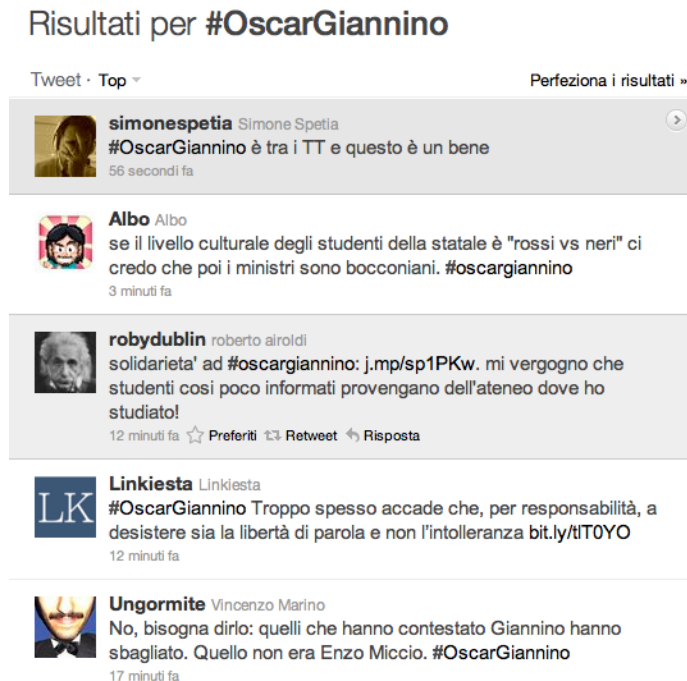 Risultati per #OscarGiannino
Tweet · Top
Perfeziona i risultati »
simonespetia Simone Spetia
#OscarGiannino è tra i TT e questo è un bene
56 secondi fa
Albo Albo
se il livello culturale degli studenti della statale è "rossi vs neri" ci
credo che poi i ministri sono bocconiani. #oscargiannino
3 minuti fa
robydublin roberto airoldi
solidarieta' ad #oscargiannino: j.mp/sp1PKw. mi vergogno che
studenti cosi poco informati provengano dell'ateneo dove ho
studiato!
12 minuti fa Preferiti Retweet Risposta
LK
Linkiesta Linkiesta
#OscarGiannino Troppo spesso accade che, per responsabilità, a
desistere sia la libertà di parola e non l'intolleranza bit.ly/tlT0YO
12 minuti fa
Ungormite Vincenzo Marino
No, bisogna dirlo: quelli che hanno contestato Giannino hanno
sbagliato. Quello non era Enzo Miccio. #OscarGiannino
17 minuti fa